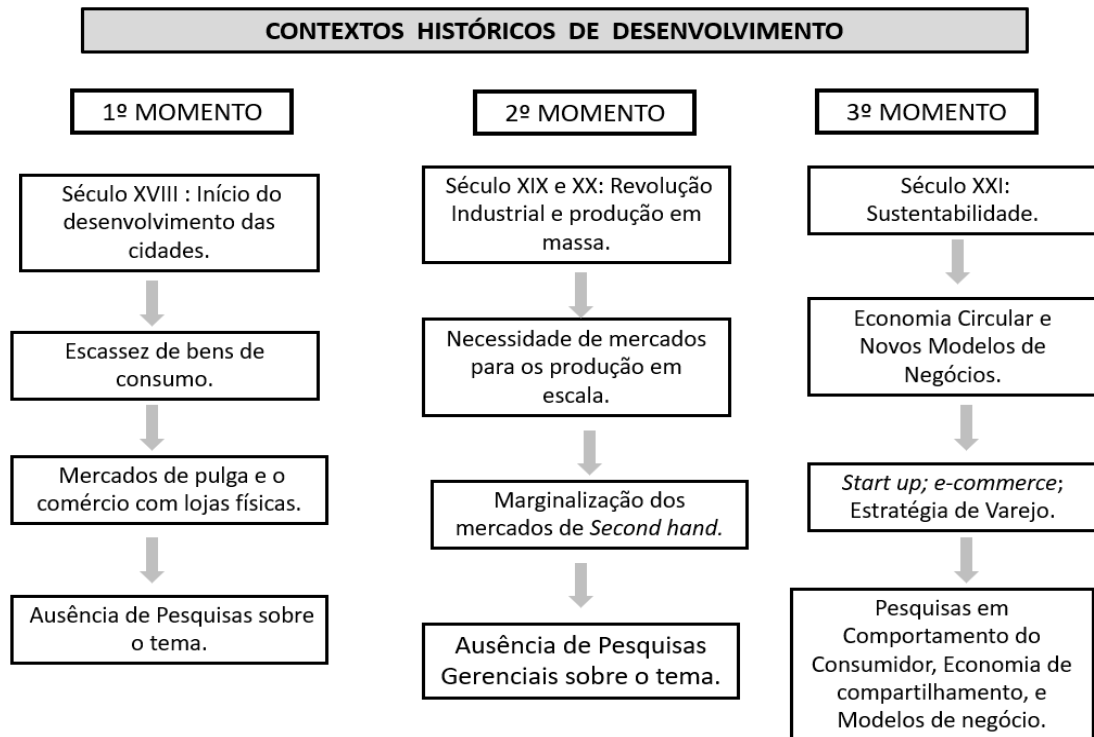 CONTEXTOS HISTÓRICOS DE DESENVOLVIMENTO
1º MOMENTO
Século XVIII : Início do
desenvolvimento das
cidades.
Escassez de bens de
consumo.
Mercados de pulga e o
comércio com lojas físicas.
Ausência de Pesquisas sobre
o tema.
2º MOMENTO
Século XIX e XX: Revolução
Industrial e produção em
massa.
Necessidade de mercados
para os produção em
escala.
Marginalização dos
mercados de Second hand.
Ausência de Pesquisas
Gerenciais sobre o tema.
3º MOMENTO
Século XXI:
Sustentabilidade.
Economia Circular e
Novos Modelos de
Negócios.
Start up; e-commerce;
Estratégia de Varejo.
Pesquisas em
Comportamento do
Consumidor, Economia de
compartilhamento, e
Modelos de negócio.